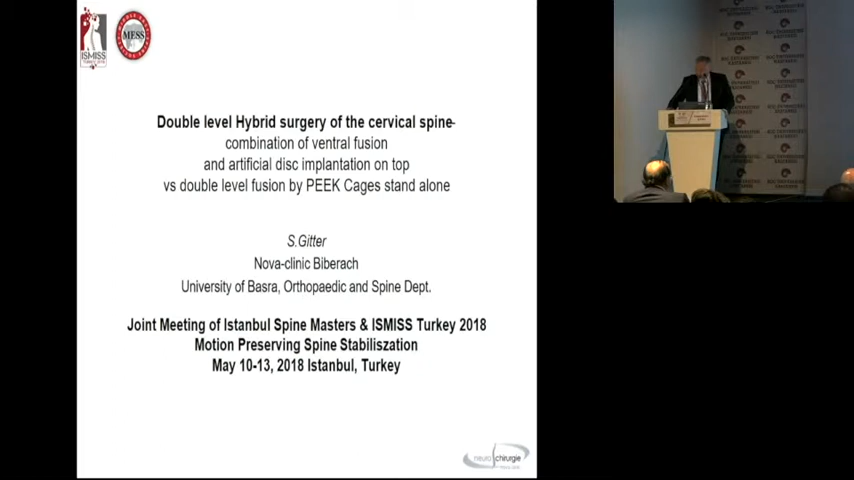 ISMISS
MESS
Double level Hybrid surgery of the cervical spine-
combination of ventral fusion
and artificial disc implantation on top
vs double level fusion by PEEK Cages stand alone
S.Gitter
Nova-clinic Biberach
University of Basra, Orthopaedic and Spine Dept.
Joint Meeting of Istanbul Spine Masters & ISMISS Turkey 2018
Motion Preserving Spine Stabiliszation
May 10-13, 2018 Istanbul, Turkey
neuro chirurgie